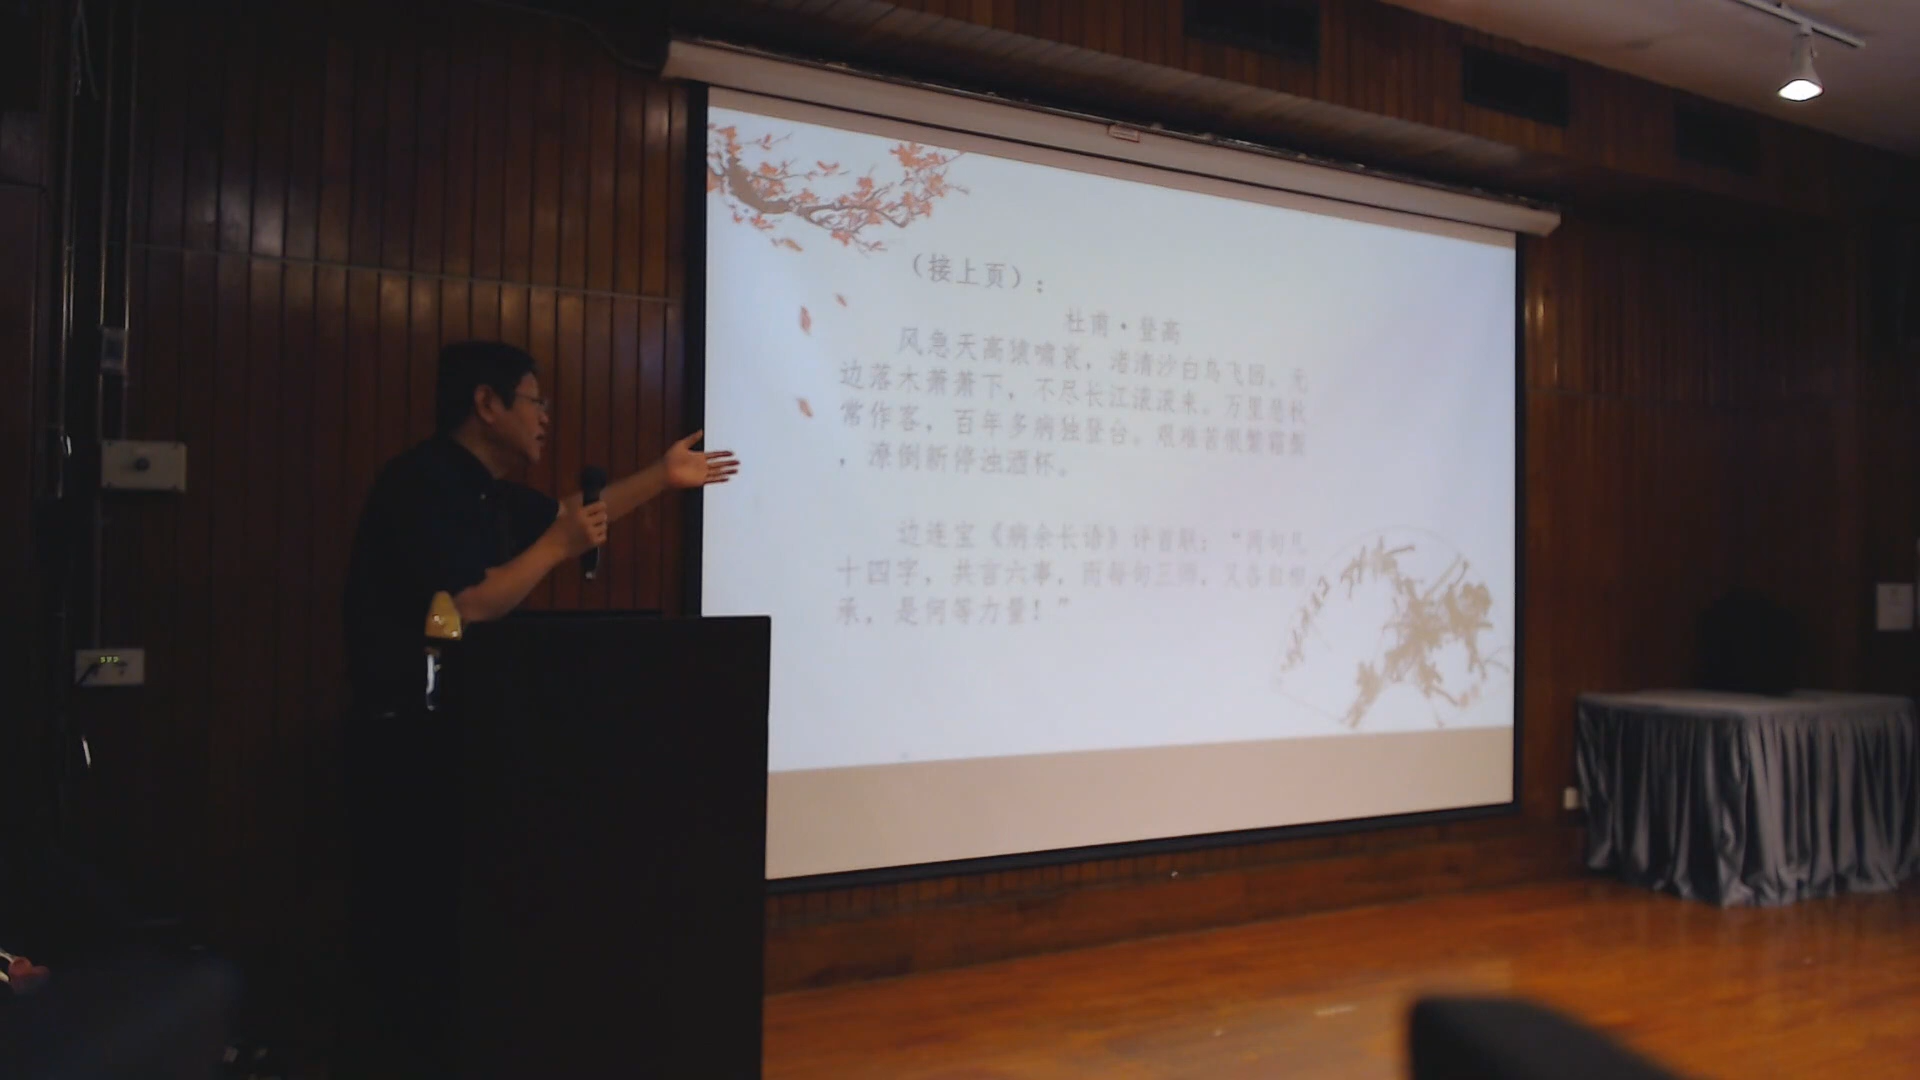 （接上页）：
杜甫·登高
风急天高猿啸哀，渚清沙白鸟飞回。无
边落木萧萧下，不尽长江滚滚来。万里悲秋
常作客，百年多病独登台。艰难苦恨繁霜鬓
，潦倒新停浊酒杯。
边连宝《病余长语》评首联：“两句凡
十四字，共言六事，而每句三项，又各自相
承，是何等力量！”